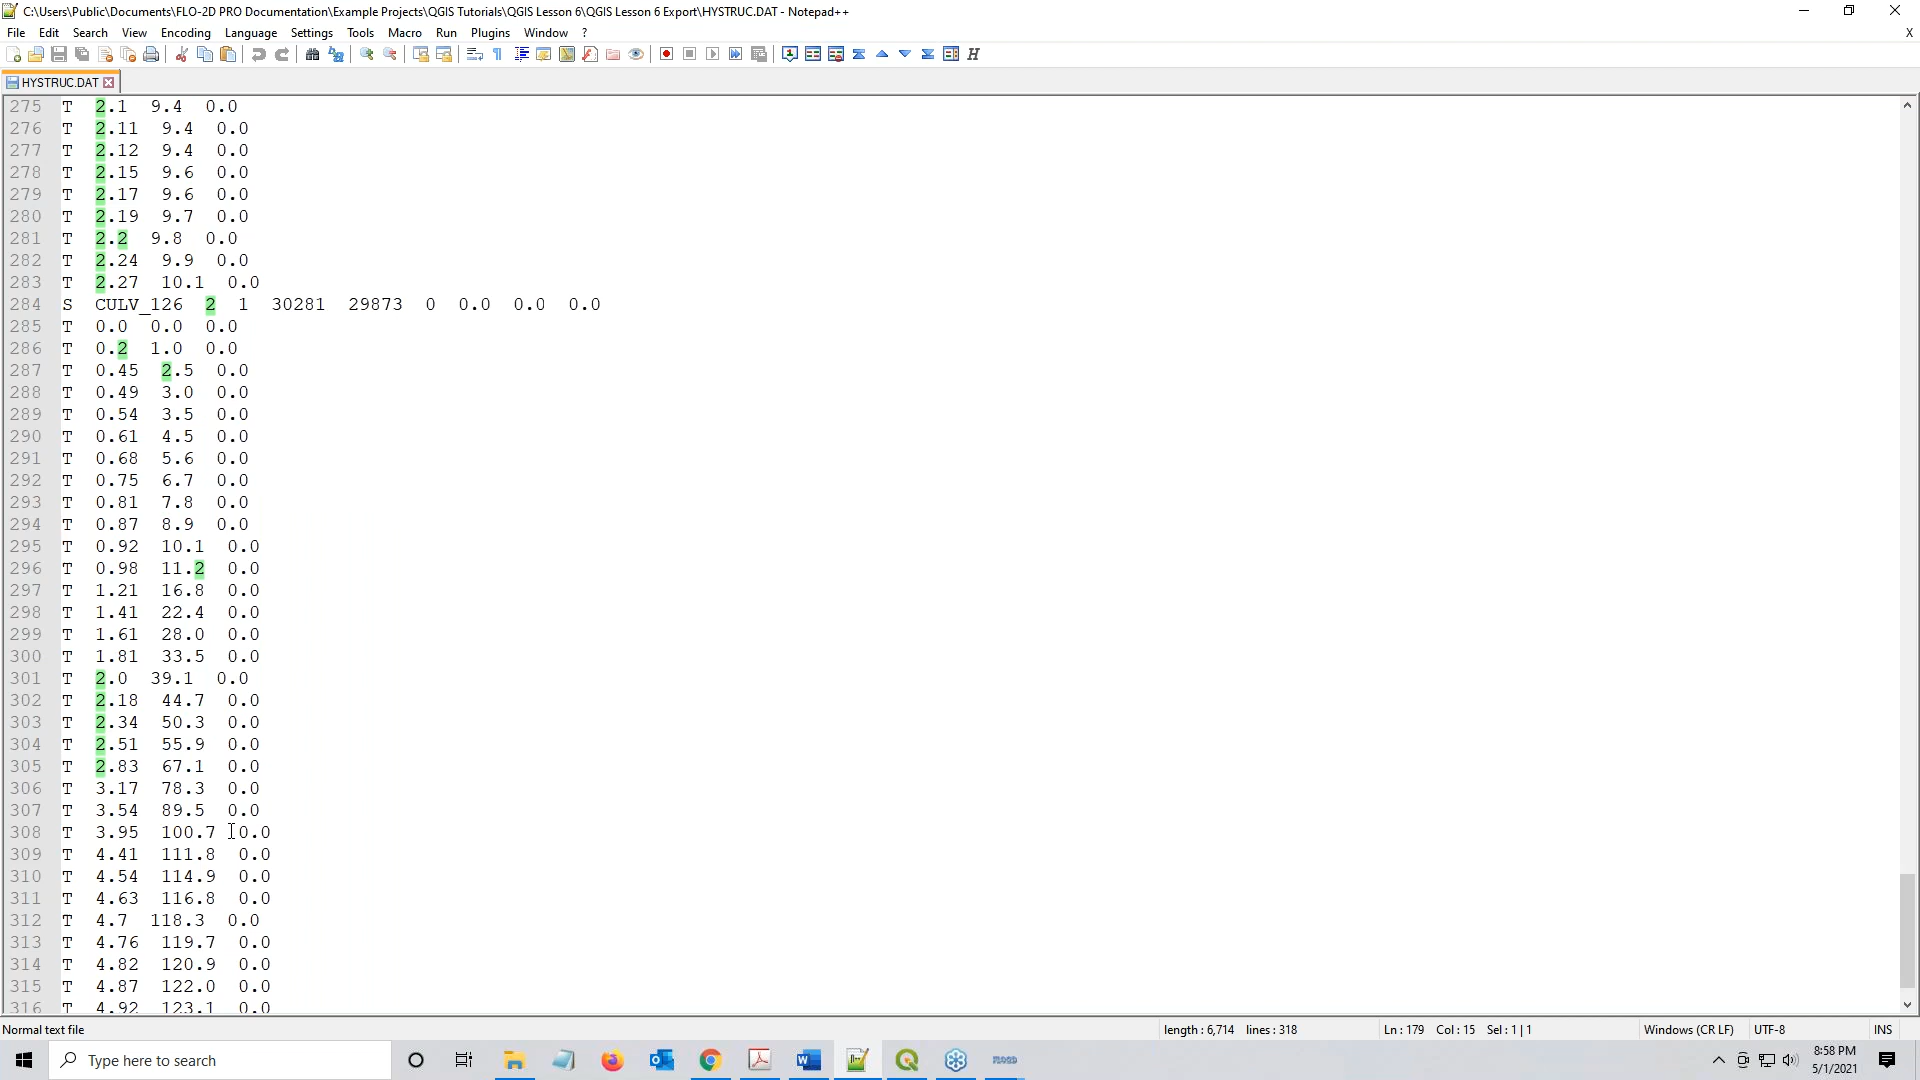 C:\Users\Public\Documents\FLO-2D PRO Documentation\Example Projects\QGIS Tutorials\QGIS Lesson 6\QGIS Lesson 6 Export\HYSTRUC.DAT - Notepad++
File Edit Search View Encoding Language Settings Tools Macro Run Plugins Window ? X
HYSTRUC.DAT
275 T 2.1 9.4 0.0
276 T 2.11 9.4 0.0
277 T 2.12 9.4 0.0
278 T 2.15 9.6 0.0
279 T 2.17 9.6 0.0
280 T 2.19 9.7 0.0
281 T 2.2 9.8 0.0
282 T 2.24 9.9 0.0
283 T 2.27 10.1 0.0
284 S CULV_126 2 1 30281 29873 0 0.0 0.0 0.0
285 T 0.0 0.0 0.0
286 T 0.2 1.0 0.0
287 T 0.45 2.5 0.0
288 T 0.49 3.0 0.0
289 T 0.54 3.5 0.0
290 T 0.61 4.5 0.0
291 T 0.68 5.6 0.0
292 T 0.75 6.7 0.0
293 T 0.81 7.8 0.0
294 T 0.87 8.9 0.0
295 T 0.92 10.1 0.0
296 T 0.98 11.2 0.0
297 T 1.21 16.8 0.0
298 T 1.41 22.4 0.0
299 T 1.61 28.0 0.0
300 T 1.81 33.5 0.0
301 T 2.0 39.1 0.0
302 T 2.18 44.7 0.0
303 T 2.34 50.3 0.0
304 T 2.51 55.9 0.0
305 T 2.83 67.1 0.0
306 T 3.17 78.3 0.0
307 T 3.54 89.5 0.0
308 T 3.95 100.7 0.0
309 T 4.41 111.8 0.0
310 T 4.54 114.9 0.0
311 T 4.63 116.8 0.0
312 T 4.7 118.3 0.0
313 T 4.76 119.7 0.0
314 T 4.82 120.9 0.0
315 T 4.87 122.0 0.0
316 T 4.92 123.1 0.0
Normal text file length : 6,714 lines : 318 Ln : 179 Col : 15 Sel : 1 | 1 Windows (CR LF) UTF-8 INS
Type here to search
8:58 PM
5/1/2021